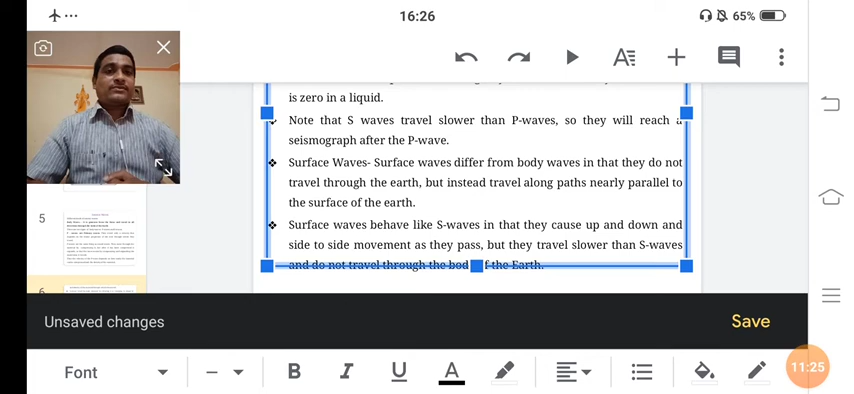 16:26
65%
is zero in a liquid.
❖ Note that S waves travel slower than P-waves, so they will reach a
seismograph after the P-wave.
❖ Surface Waves- Surface waves differ from body waves in that they do not
travel through the earth, but instead travel along paths nearly parallel to
the surface of the earth.
❖ Surface waves behave like S-waves in that they cause up and down and
side to side movement as they pass, but they travel slower than S-waves
and do not travel through the body of the Earth.
5
6
Unsaved changes
Save
Font
B I U A
11:25